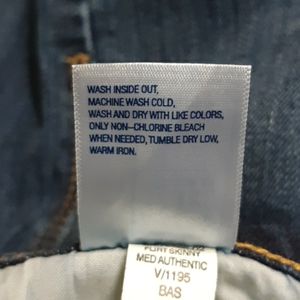 WASH INSIDE OUT,
MACHINE WASH COLD,
WASH AND DRY WITH LIKE COLORS,
ONLY NON-CHLORINE BLEACH
WHEN NEEDED, TUMBLE DRY LOW,
WARM IRON.
SKINNY
MED AUTHENTIC
V/1195
BAS